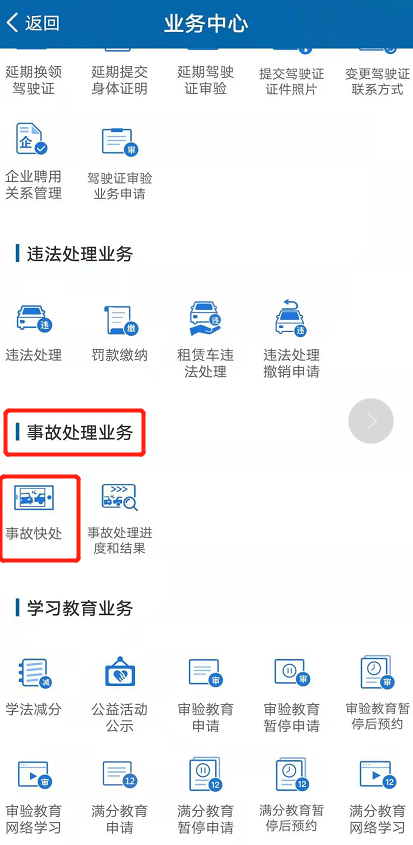 返回 业务中心
延期换领 延期提交 延期驾驶 提交驾驶证 变更驾驶证
驾驶证 身体证明 证审验 证件照片 联系方式
企 审
企业聘用 驾驶证审验
关系管理 业务申请
违法处理业务
违 缴 违 违
违法处理 罚款缴纳 租赁车违 违法处理
法处理 撤销申请
事故处理业务
事故快处 事故处理进
度和结果
学习教育业务
减 审 审 12
学法减分 公益活动 审验教育 审验教育 审验教育暂
公示 申请 暂停申请 停后预约
审 12 12 12 12
审验教育 满分教育 满分教育 满分教育暂 满分教育
网络学习 申请 暂停申请 停后预约 网络学习